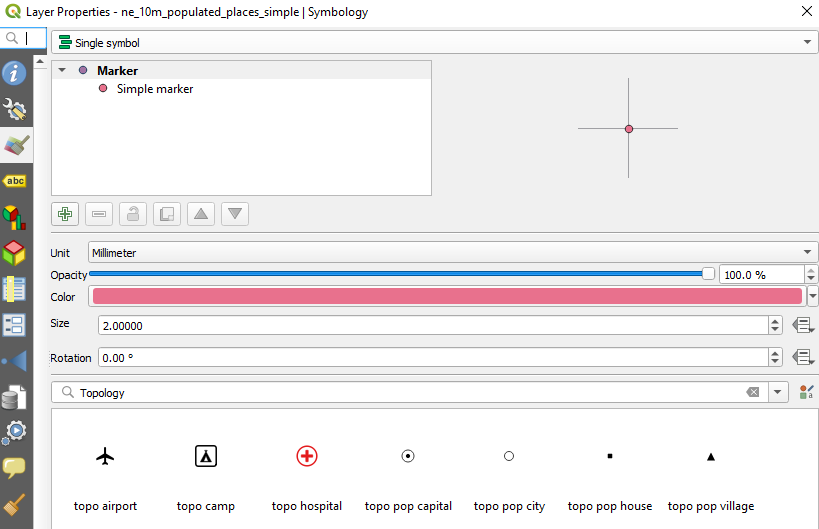 Layer Properties - ne_10m_populated_places_simple | Symbology
Single symbol
Marker
Simple marker
abc
Unit Millimeter
Opacity 100.0 %
Color
Size 2.00000
Rotation 0.00 °
Topology
topo airport topo camp topo hospital topo pop capital topo pop city topo pop house topo pop village